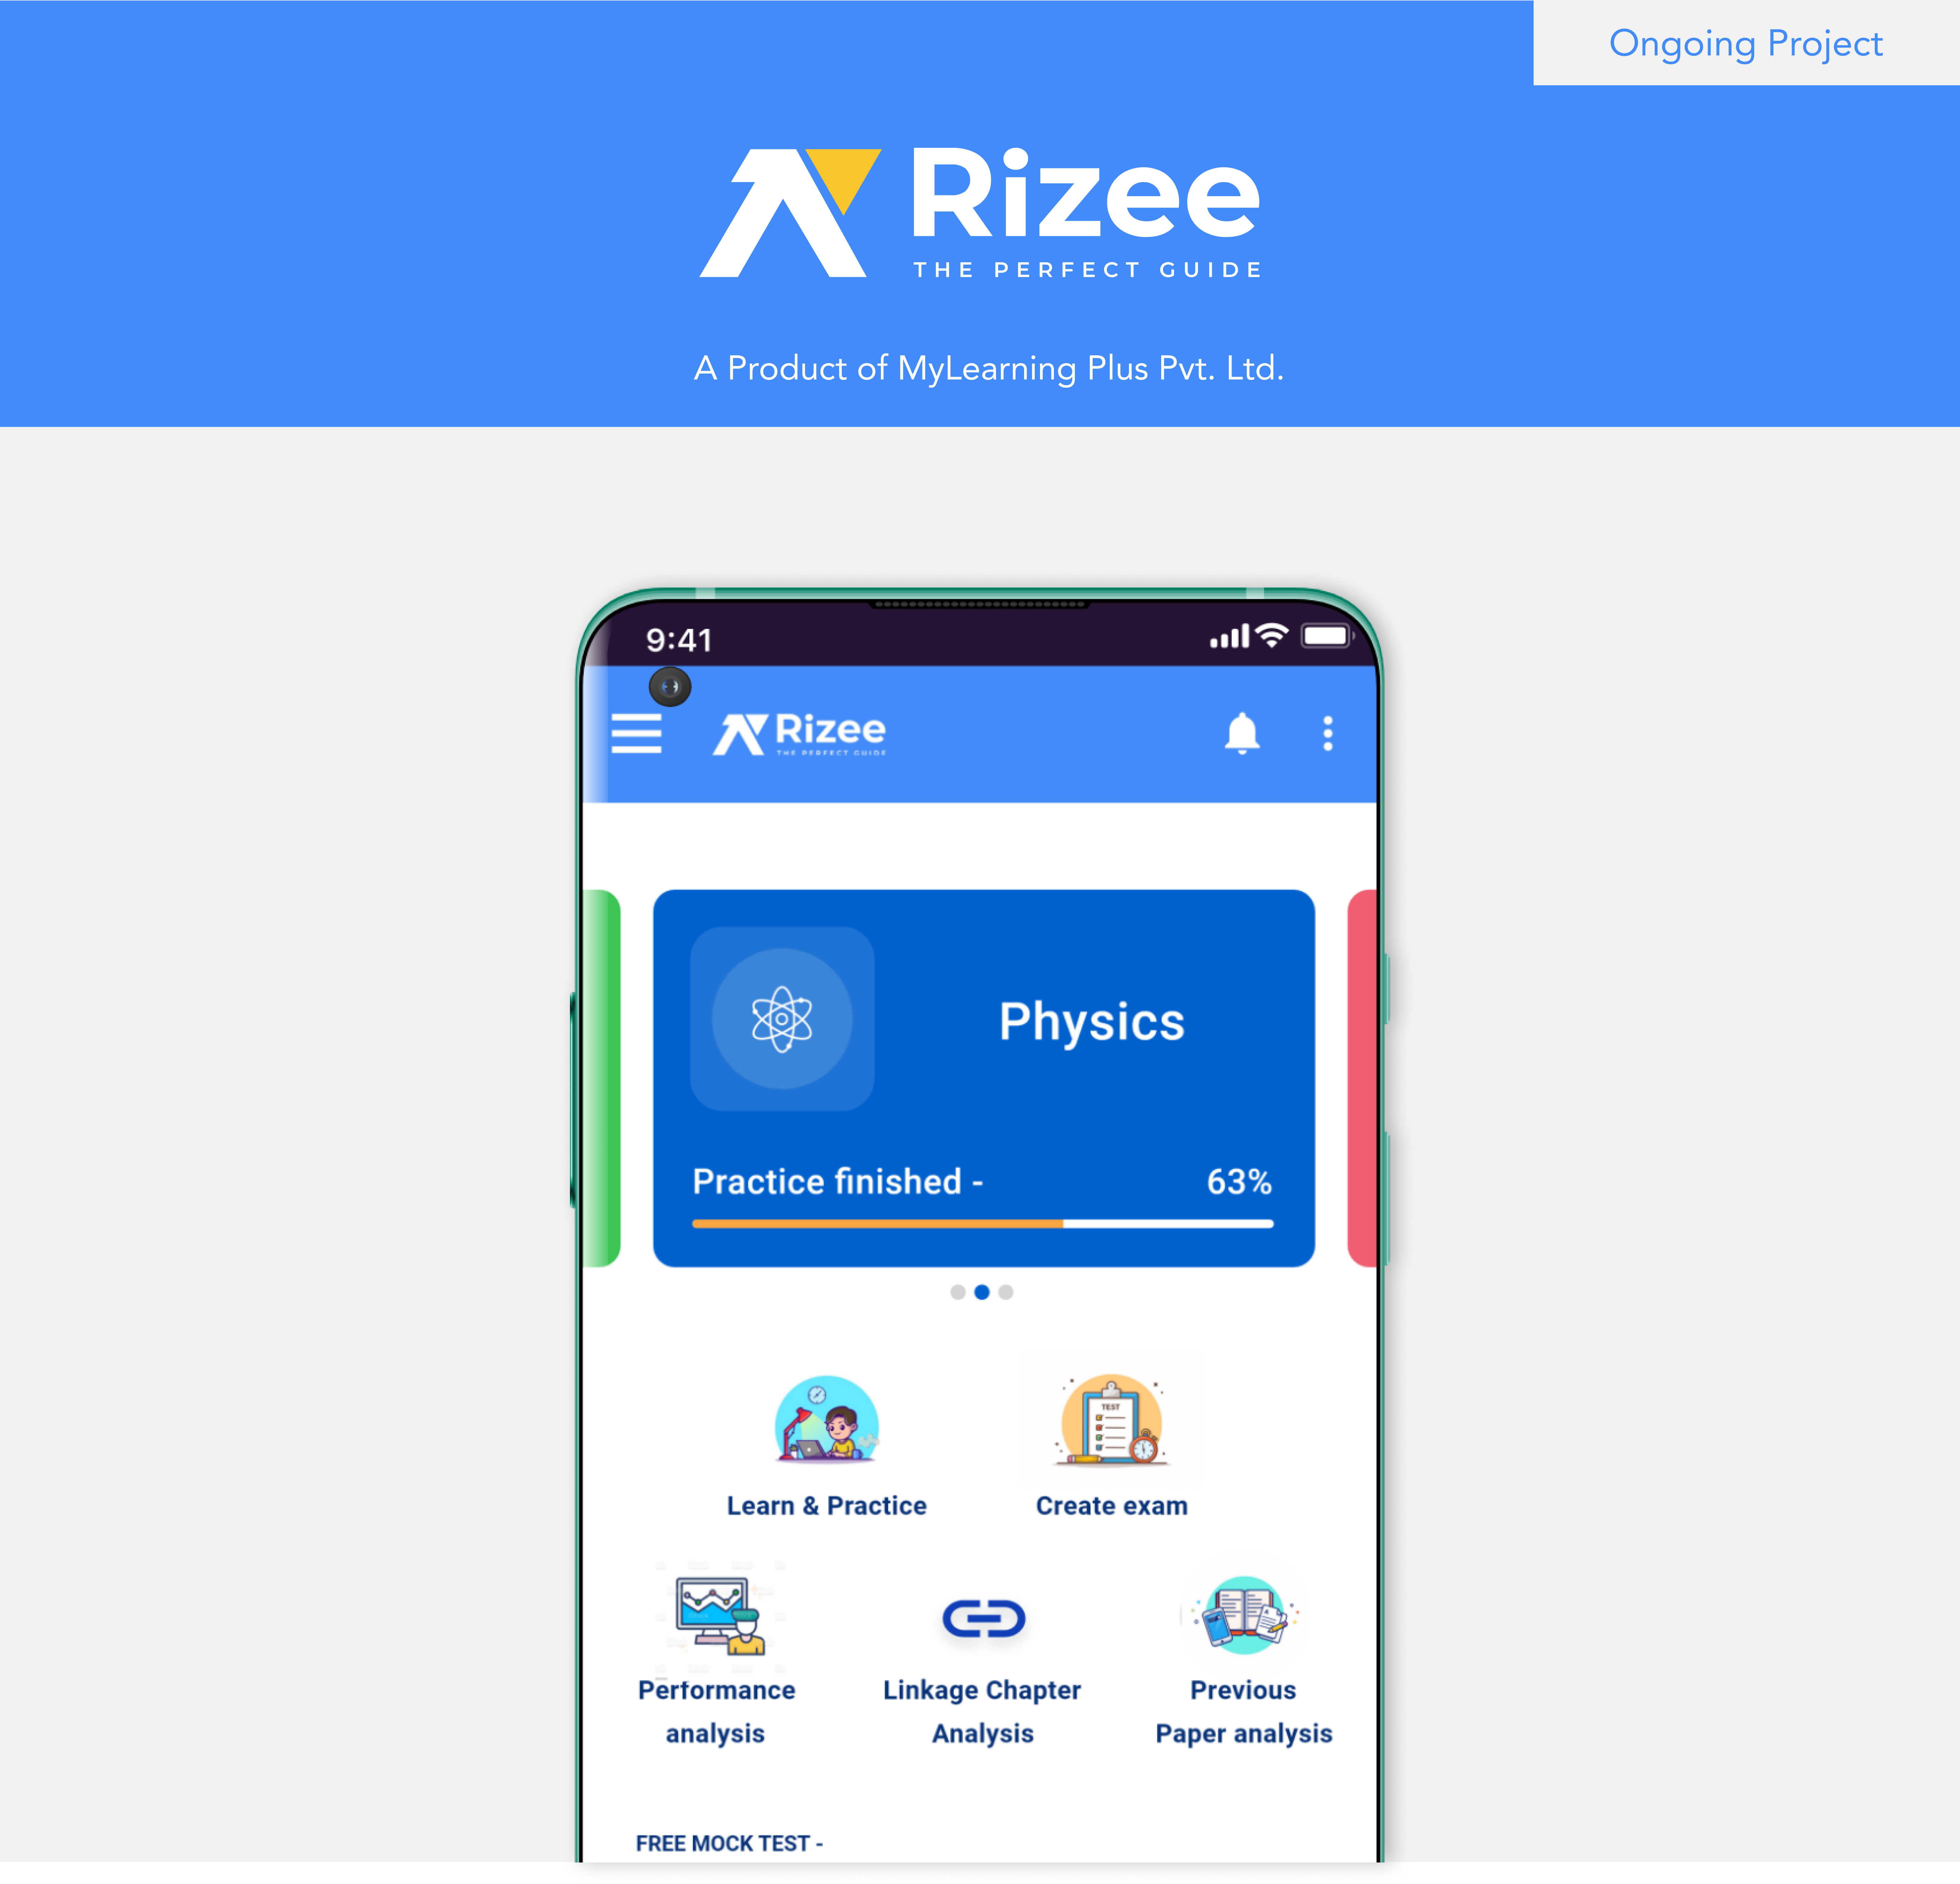 Ongoing Project
Rizee
THE PERFECT GUIDE
A Product of MyLearning Plus Pvt. Ltd.
9:41
Rizee
THE PERFECT GUIDE
Physics
Practice finished - 63%
TEST
Learn & Practice
Create exam
Performance
analysis
Linkage Chapter
Analysis
Previous
Paper analysis
FREE MOCK TEST -